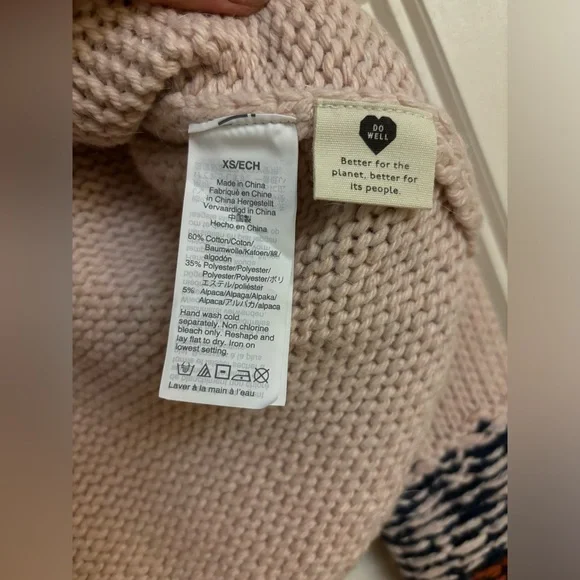 XS/ECH
Made in China
Fabriqué en Chine
in China Hergestellt
Vervaardigd in China
中国製
Hecho en China
60% Cotton/Coton/
Baumwolle/Katoen/綿/
algodón
35% Polyester/Polyester/
Polyester/Polyester/ポリ
エステル/poliéster
5% Alpaca/Alpaga/Alpaka/
Alpaca/アルパカ/alpaca
Hand wash cold
separately. Non chlorine
bleach only. Reshape and
lay flat to dry. Iron on
lowest setting.
Laver à la main à l'eau
DO
WELL
Better for the
planet, better for
its people.